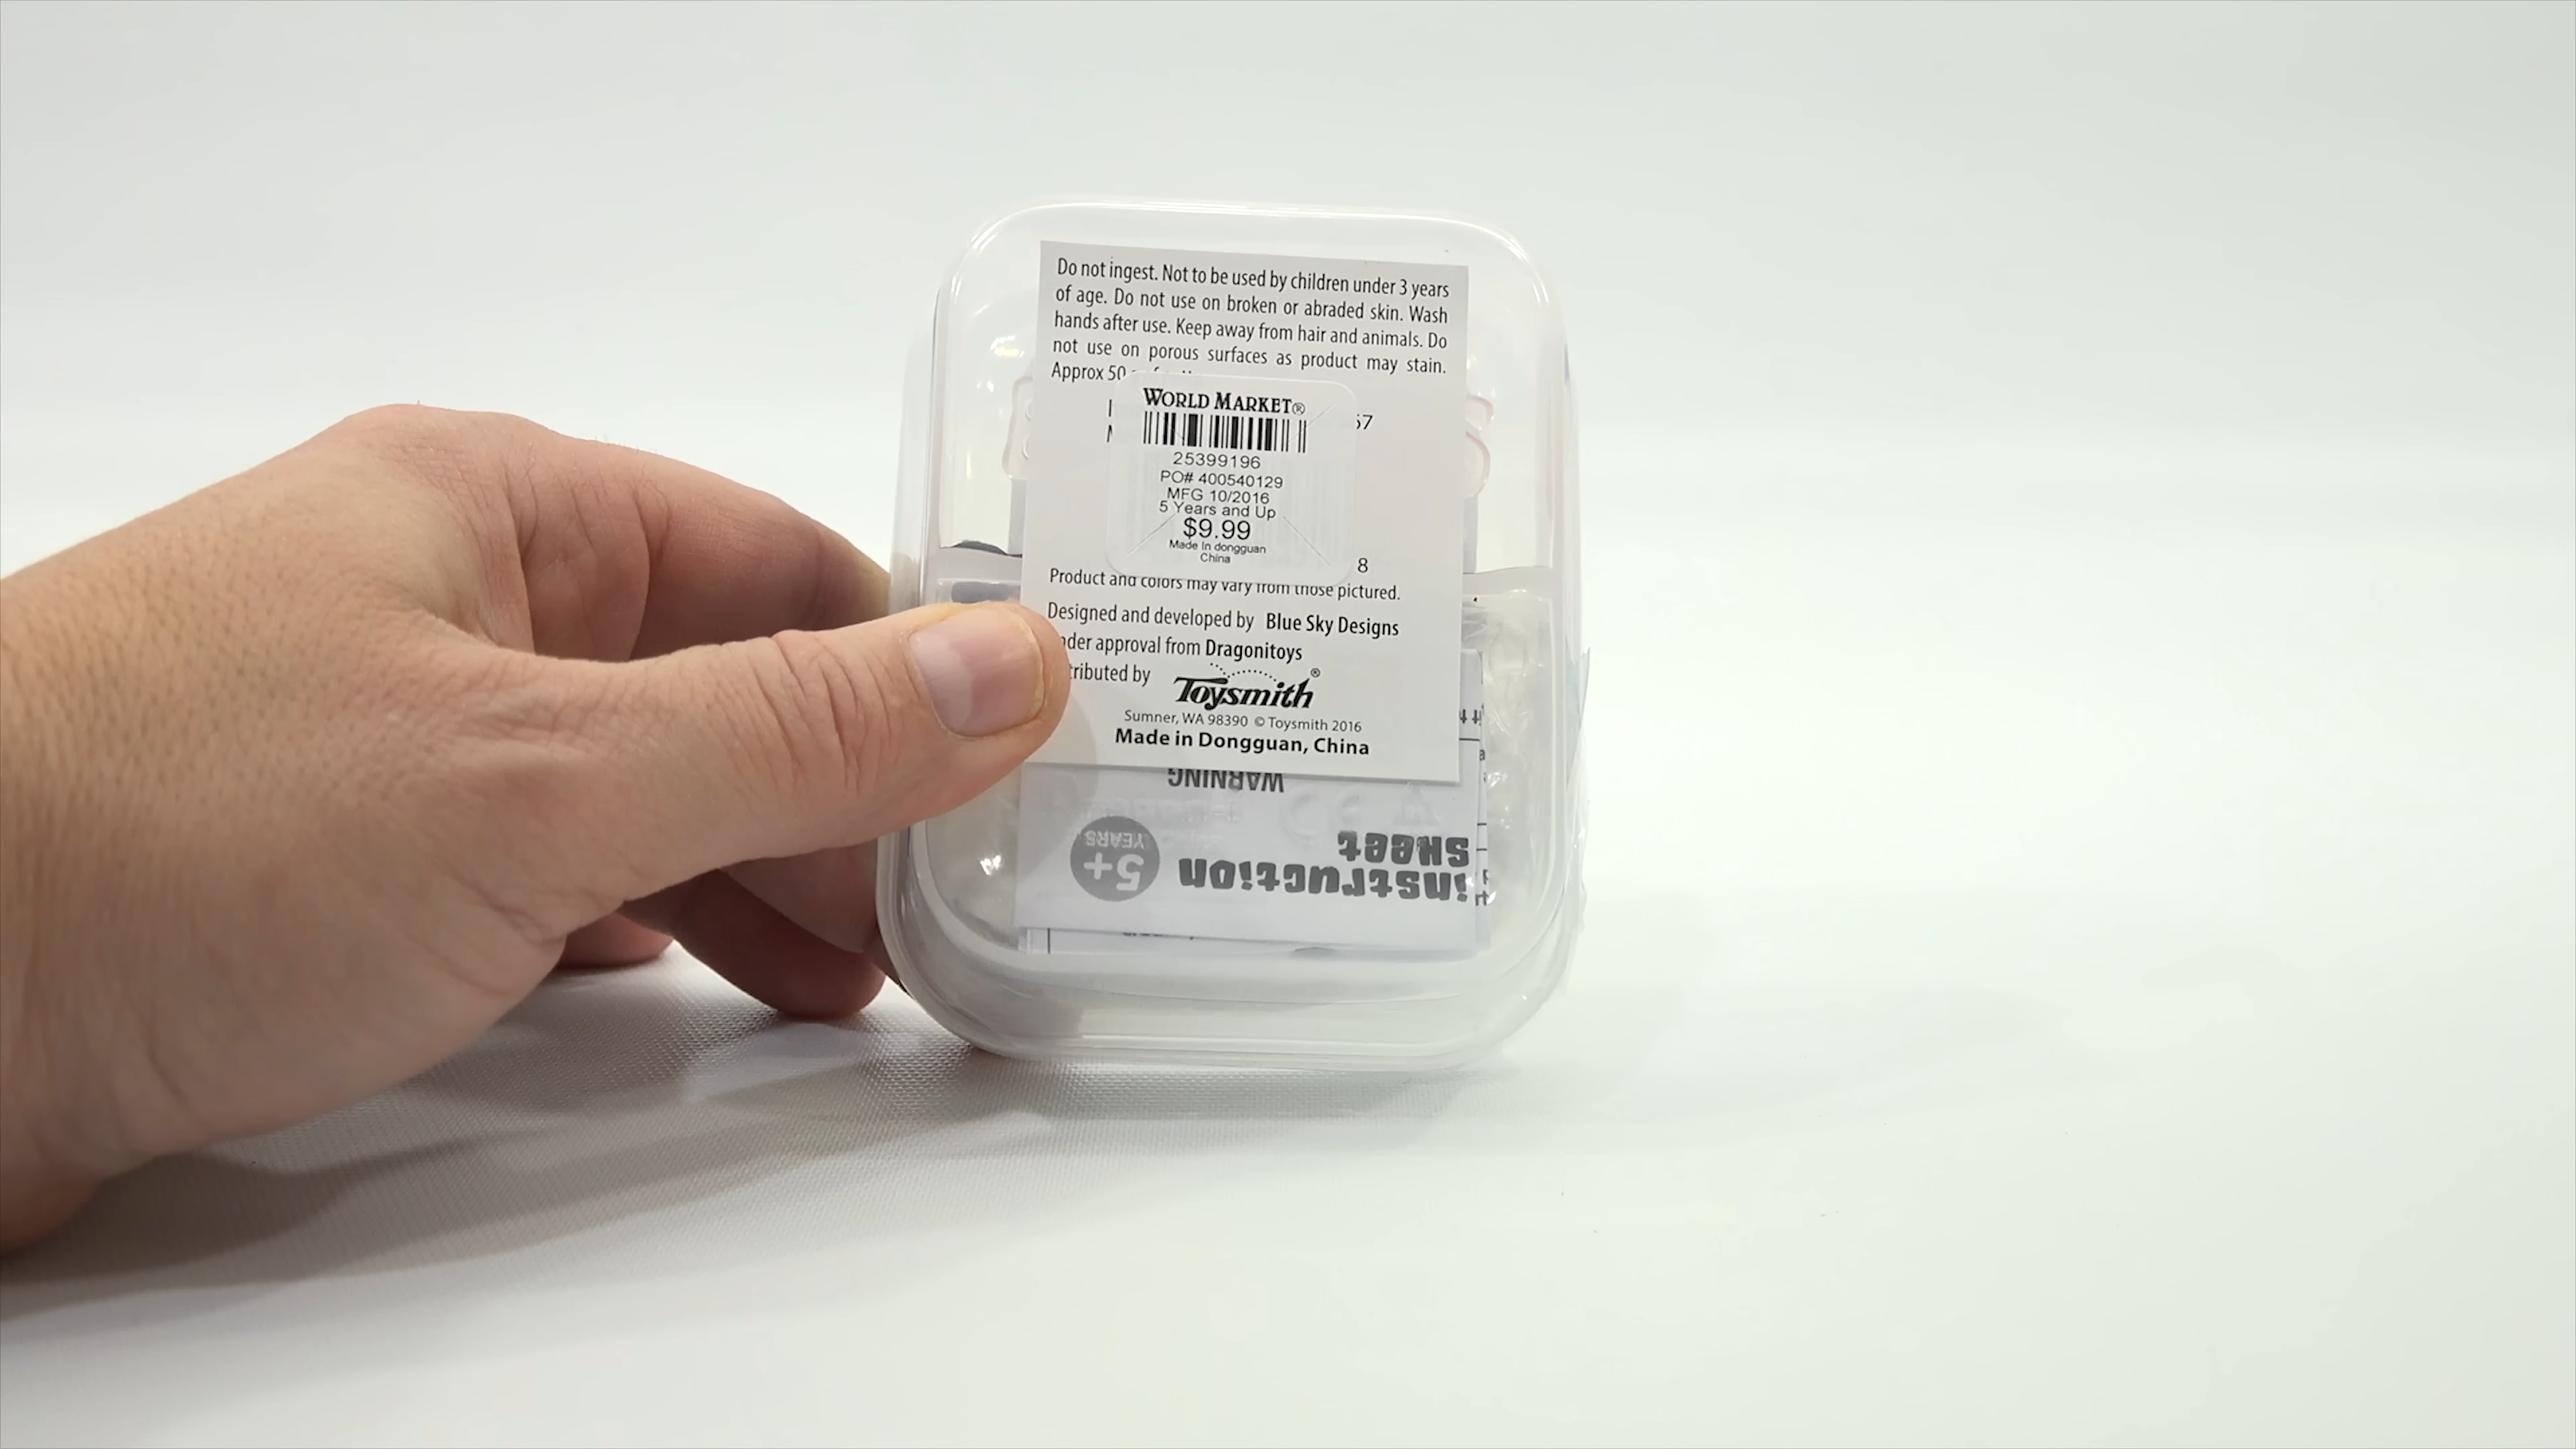 Do not ingest. Not to be used by children under 3 years
of age. Do not use on broken or abraded skin. Wash
hands after use. Keep away from hair and animals. Do
not use on porous surfaces as product may stain.
Approx 50
WORLD MARKET®
57
25399196
PO# 400540129
MFG 10/2016
5 Years and Up
$9.99
Made In dongguan
China
8
Product and colors may vary from those pictured.
Designed and developed by Blue Sky Designs
approval from Dragonitoys
by Toysmith®
Sumner, WA 98390 © Toysmith 2016
Made in Dongguan, China
WARNING
5+ YEARS
instruction
sheet